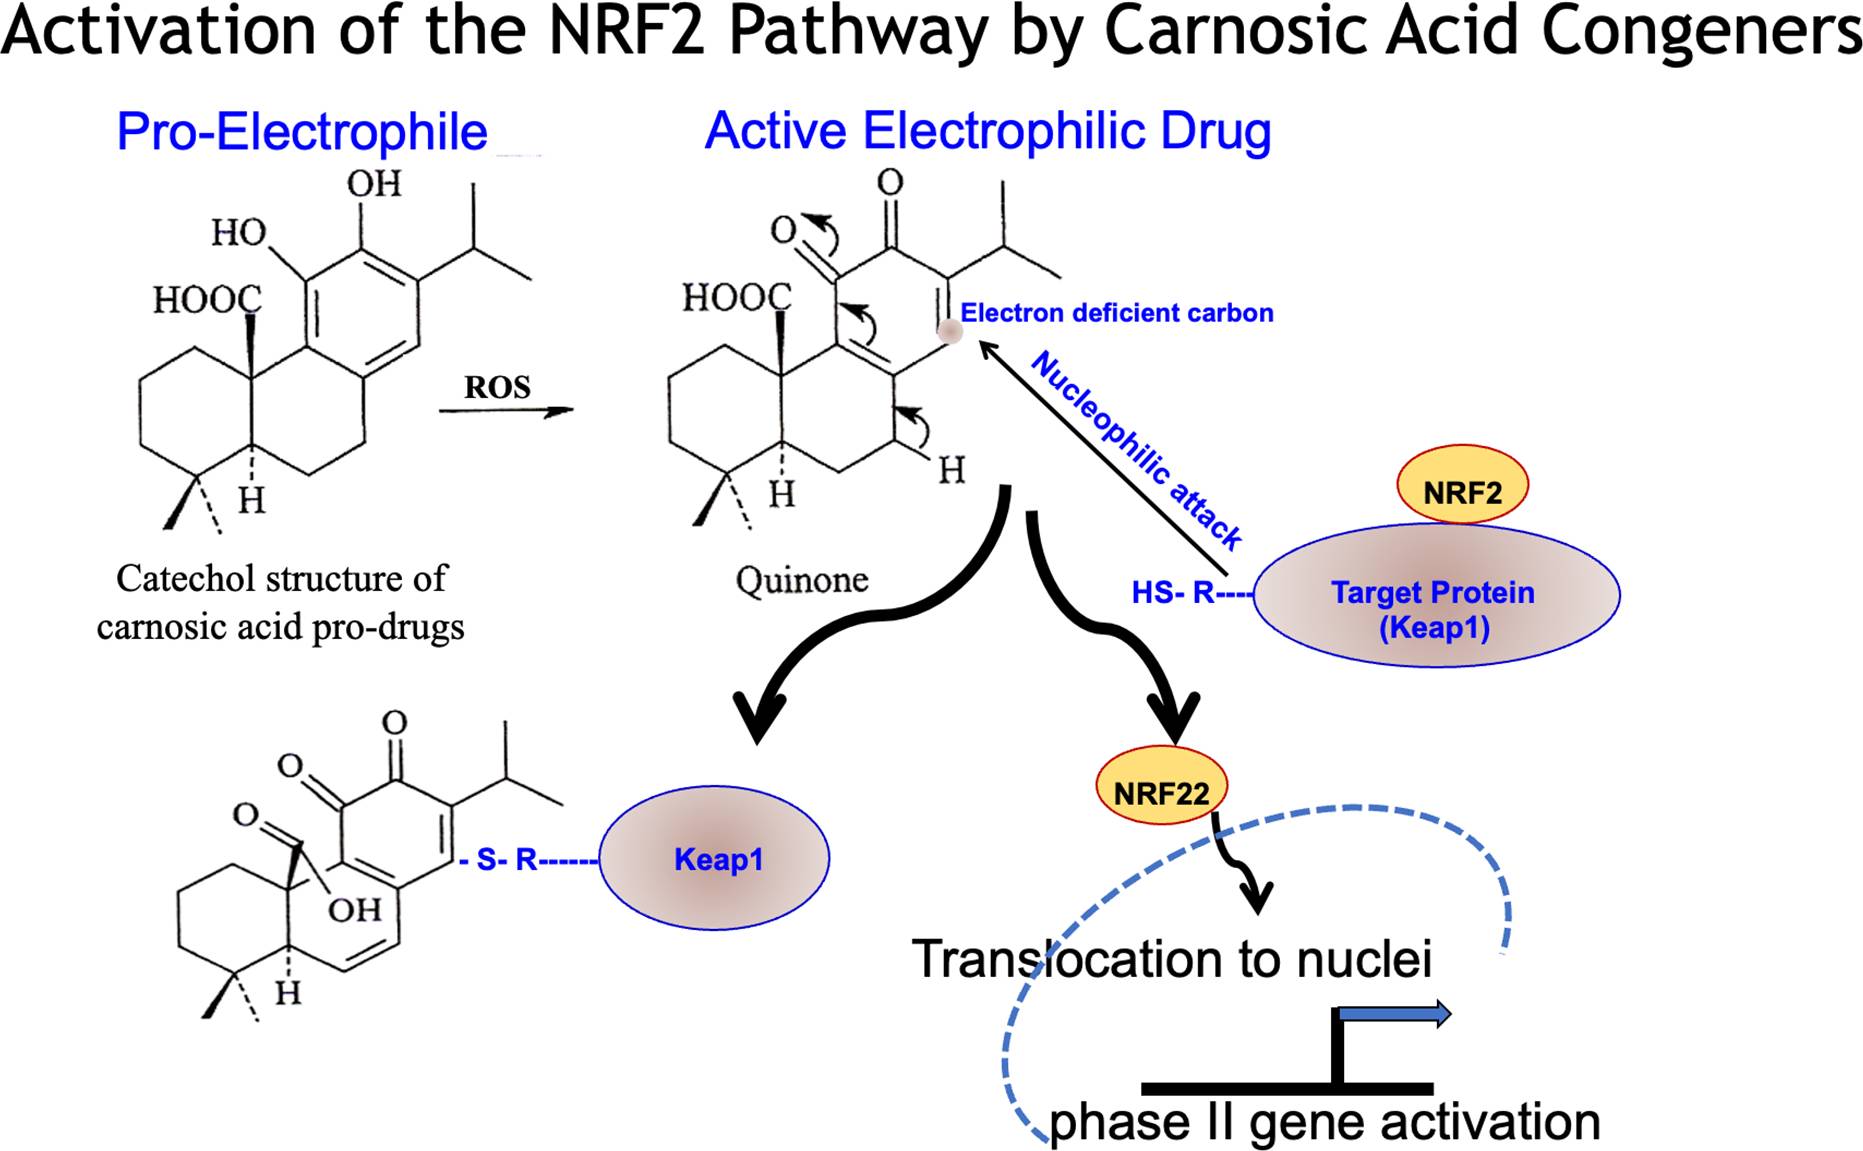 Activation of the NRF2 Pathway by Carnosic Acid Congeners
Pro-Electrophile
Active Electrophilic Drug
OH
HO
HOOC
H
ROS
O
O
HOOC
H
H
Electron deficient carbon
Nucleophilic attack
NRF2
HS- R----
Target Protein
(Keap1)
Catechol structure of
carnosic acid pro-drugs
Quinone
O
O
O
OH
H
- S- R------
Keap1
NRF22
Translocation to nuclei
phase II gene activation